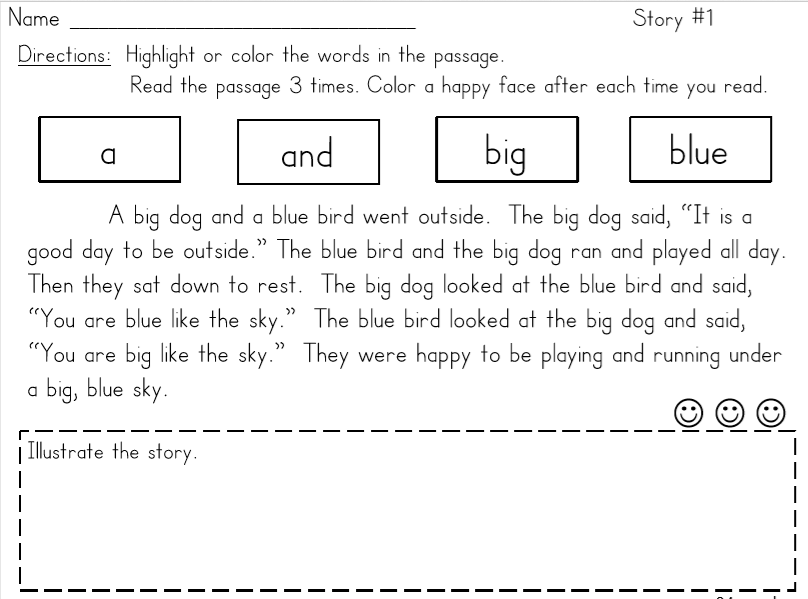 Name ______________________________ Story #1
Directions: Highlight or color the words in the passage.
Read the passage 3 times. Color a happy face after each time you read.
a and big blue
A big dog and a blue bird went outside. The big dog said, “It is a
good day to be outside.” The blue bird and the big dog ran and played all day.
Then they sat down to rest. The big dog looked at the blue bird and said,
“You are blue like the sky.” The blue bird looked at the big dog and said,
“You are big like the sky.” They were happy to be playing and running under
a big, blue sky.
Illustrate the story.